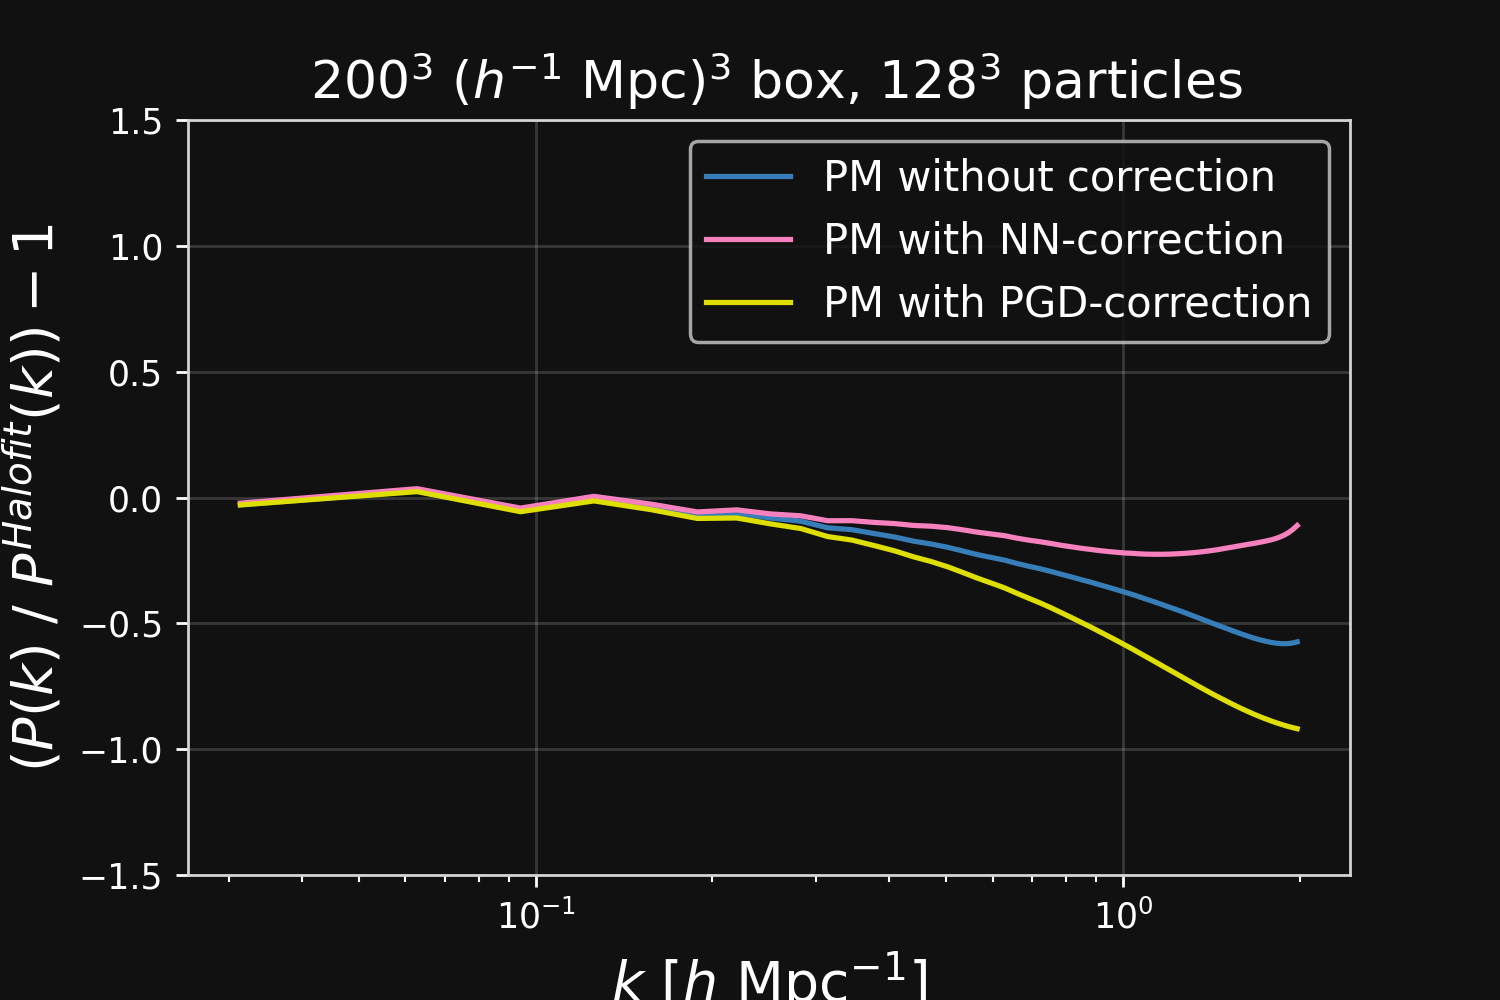 200³ (h⁻¹ Mpc)³ box, 128³ particles
PM without correction
PM with NN-correction
PM with PGD-correction
(P(k) / P^Halofit(k)) − 1
1.5
1.0
0.5
0.0
−0.5
−1.0
−1.5
10⁻¹
10⁰
k [h Mpc⁻¹]